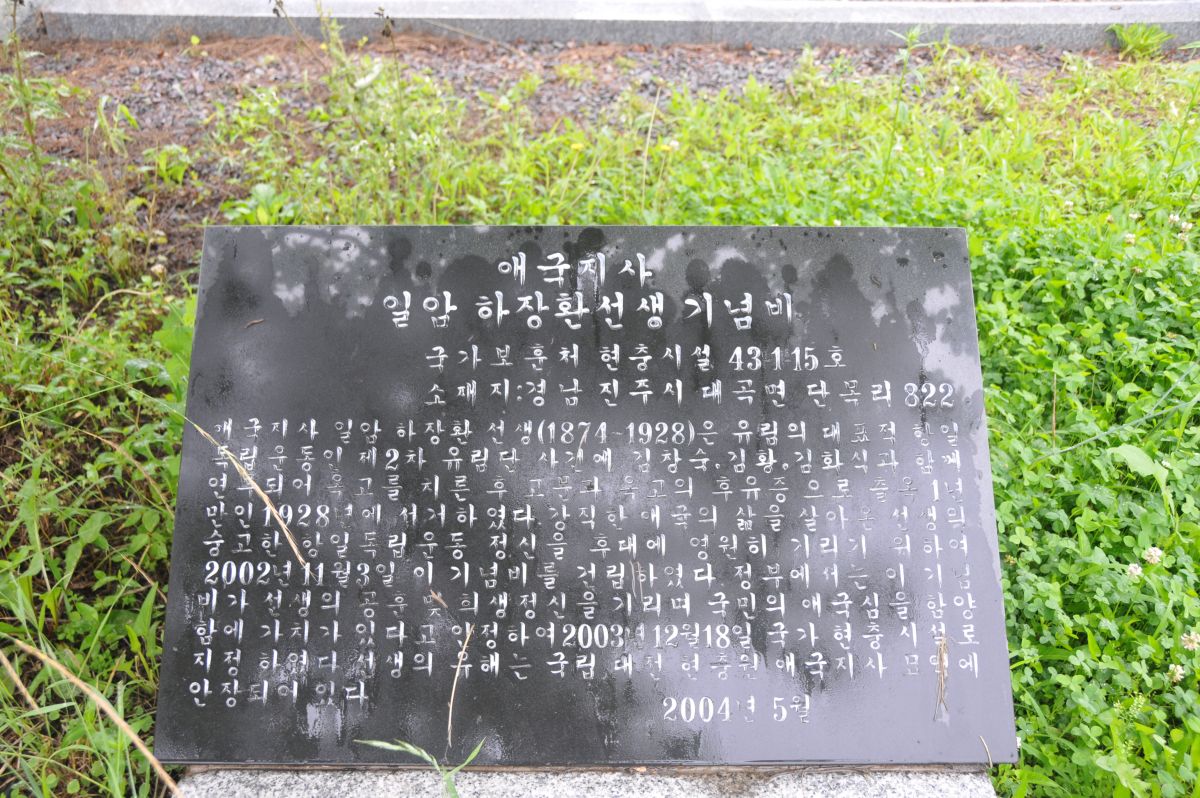 애국지사
일암 하장환선생 기념비
국가보훈처 현충시설 43-1-15호
소재지:경남 진주시 대곡면 단목리 822
애국지사 일암 하장환 선생(1874~1928)은 유림의 대표적 항일
독립운동인 제2차 유림단 사건에 김창숙.김황.김화식과 함께
연루되어 옥고를 치른 후 고문과 옥고의 후유증으로 출옥 1년
만인 1928년에 서거하였다. 강직한 애국의 삶을 살아온 선생의
숭고한 항일독립운동 정신을 후대에 영원히 기리기 위하여
2002년 11월3일 이 기념비를 건립하였다. 정부에서는 이 기념
비가 선생의 공훈과 희생정신을 기리며 국민의 애국심을 함양
함에 가치가 있다고 인정하여 2003년 12월18일 국가현충시설로
지정 하였다. 선생의 유해는 국립 대전 현충원 애국지사 묘역에
안장되어 있다
2004년 5월